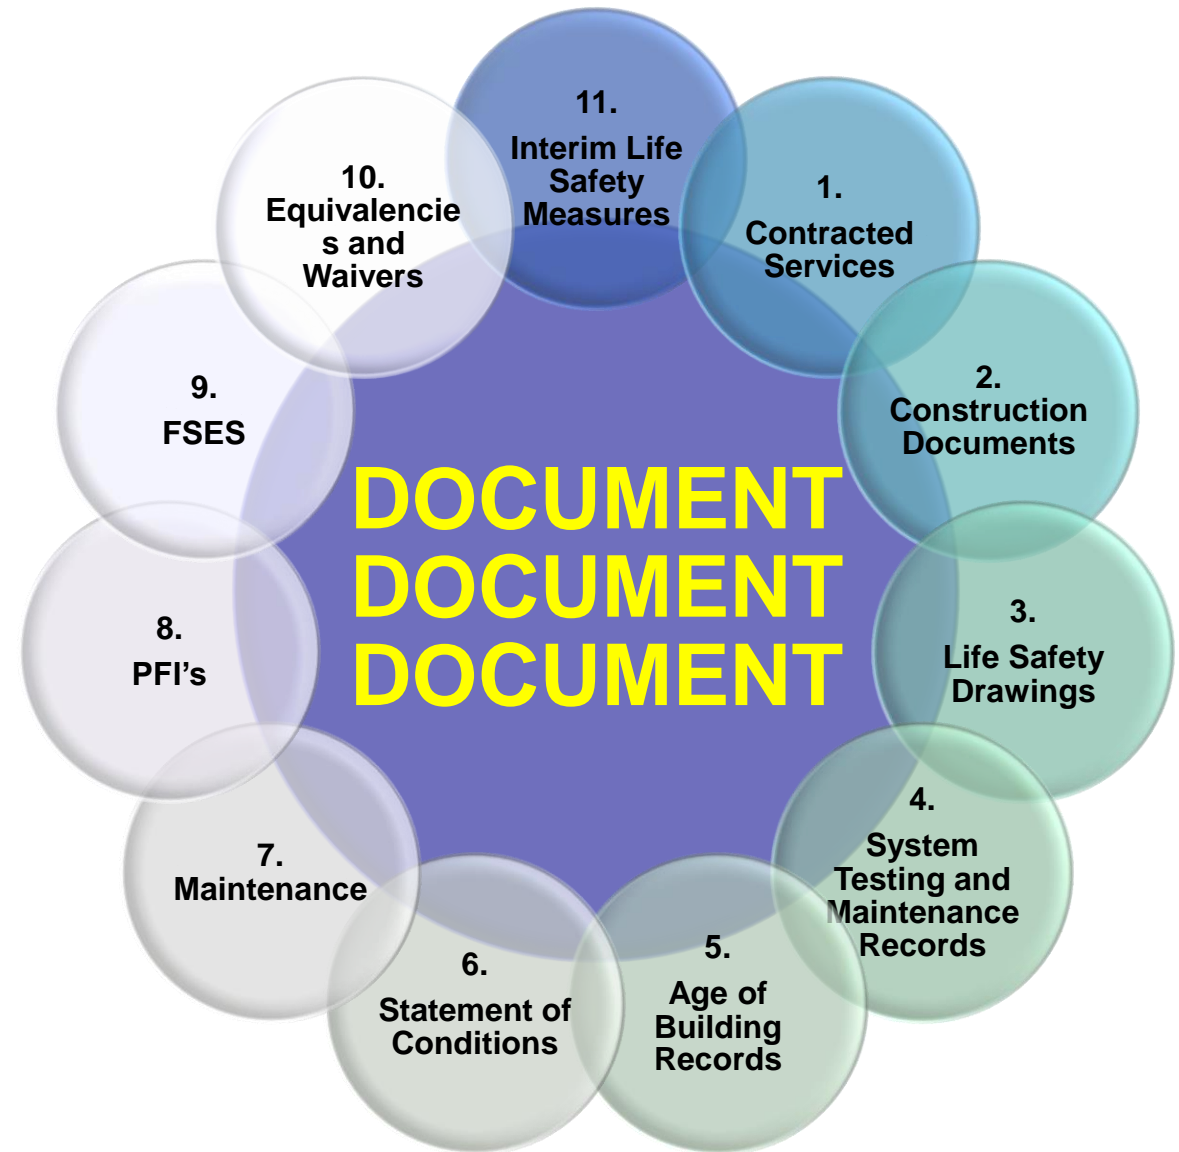 11.
Interim Life
Safety
Measures
1.
Contracted
Services
2.
Construction
Documents
3.
Life Safety
Drawings
4.
System
Testing and
Maintenance
Records
5.
Age of
Building
Records
6.
Statement of
Conditions
7.
Maintenance
8.
PFI’s
9.
FSES
10.
Equivalencie
s and
Waivers
DOCUMENT
DOCUMENT
DOCUMENT